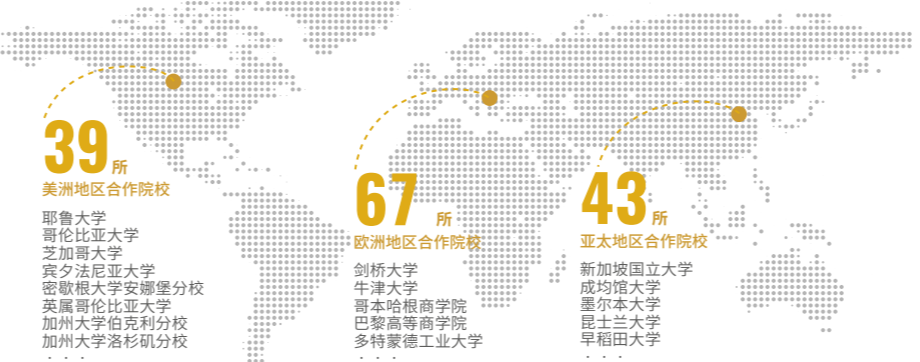 39 所
美洲地区合作院校
耶鲁大学
哥伦比亚大学
芝加哥大学
宾夕法尼亚大学
密歇根大学安娜堡分校
英属哥伦比亚大学
加州大学伯克利分校
加州大学洛杉矶分校
...
67 所
欧洲地区合作院校
剑桥大学
牛津大学
哥本哈根商学院
巴黎高等商学院
多特蒙德工业大学
...
43 所
亚太地区合作院校
新加坡国立大学
成均馆大学
墨尔本大学
昆士兰大学
早稻田大学
...